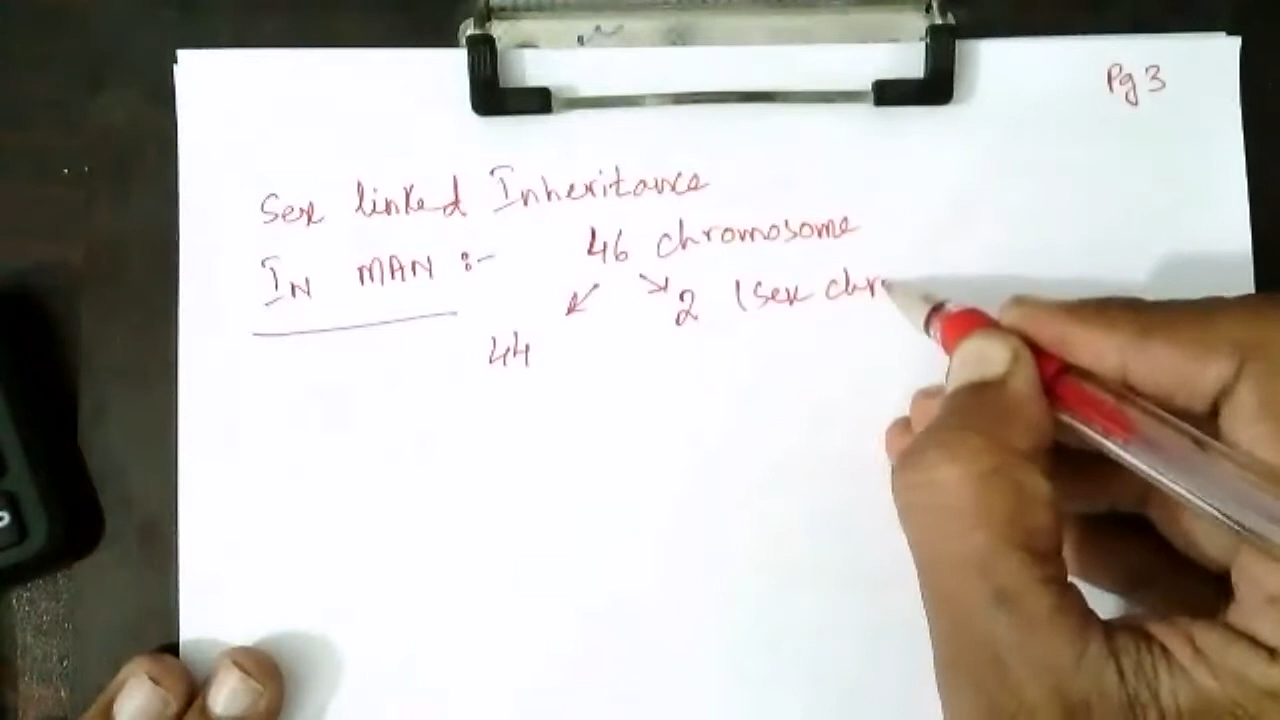 Pg 3
Sex linked Inheritance
IN MAN :- 46 chromosome
2 (Sex chr
44